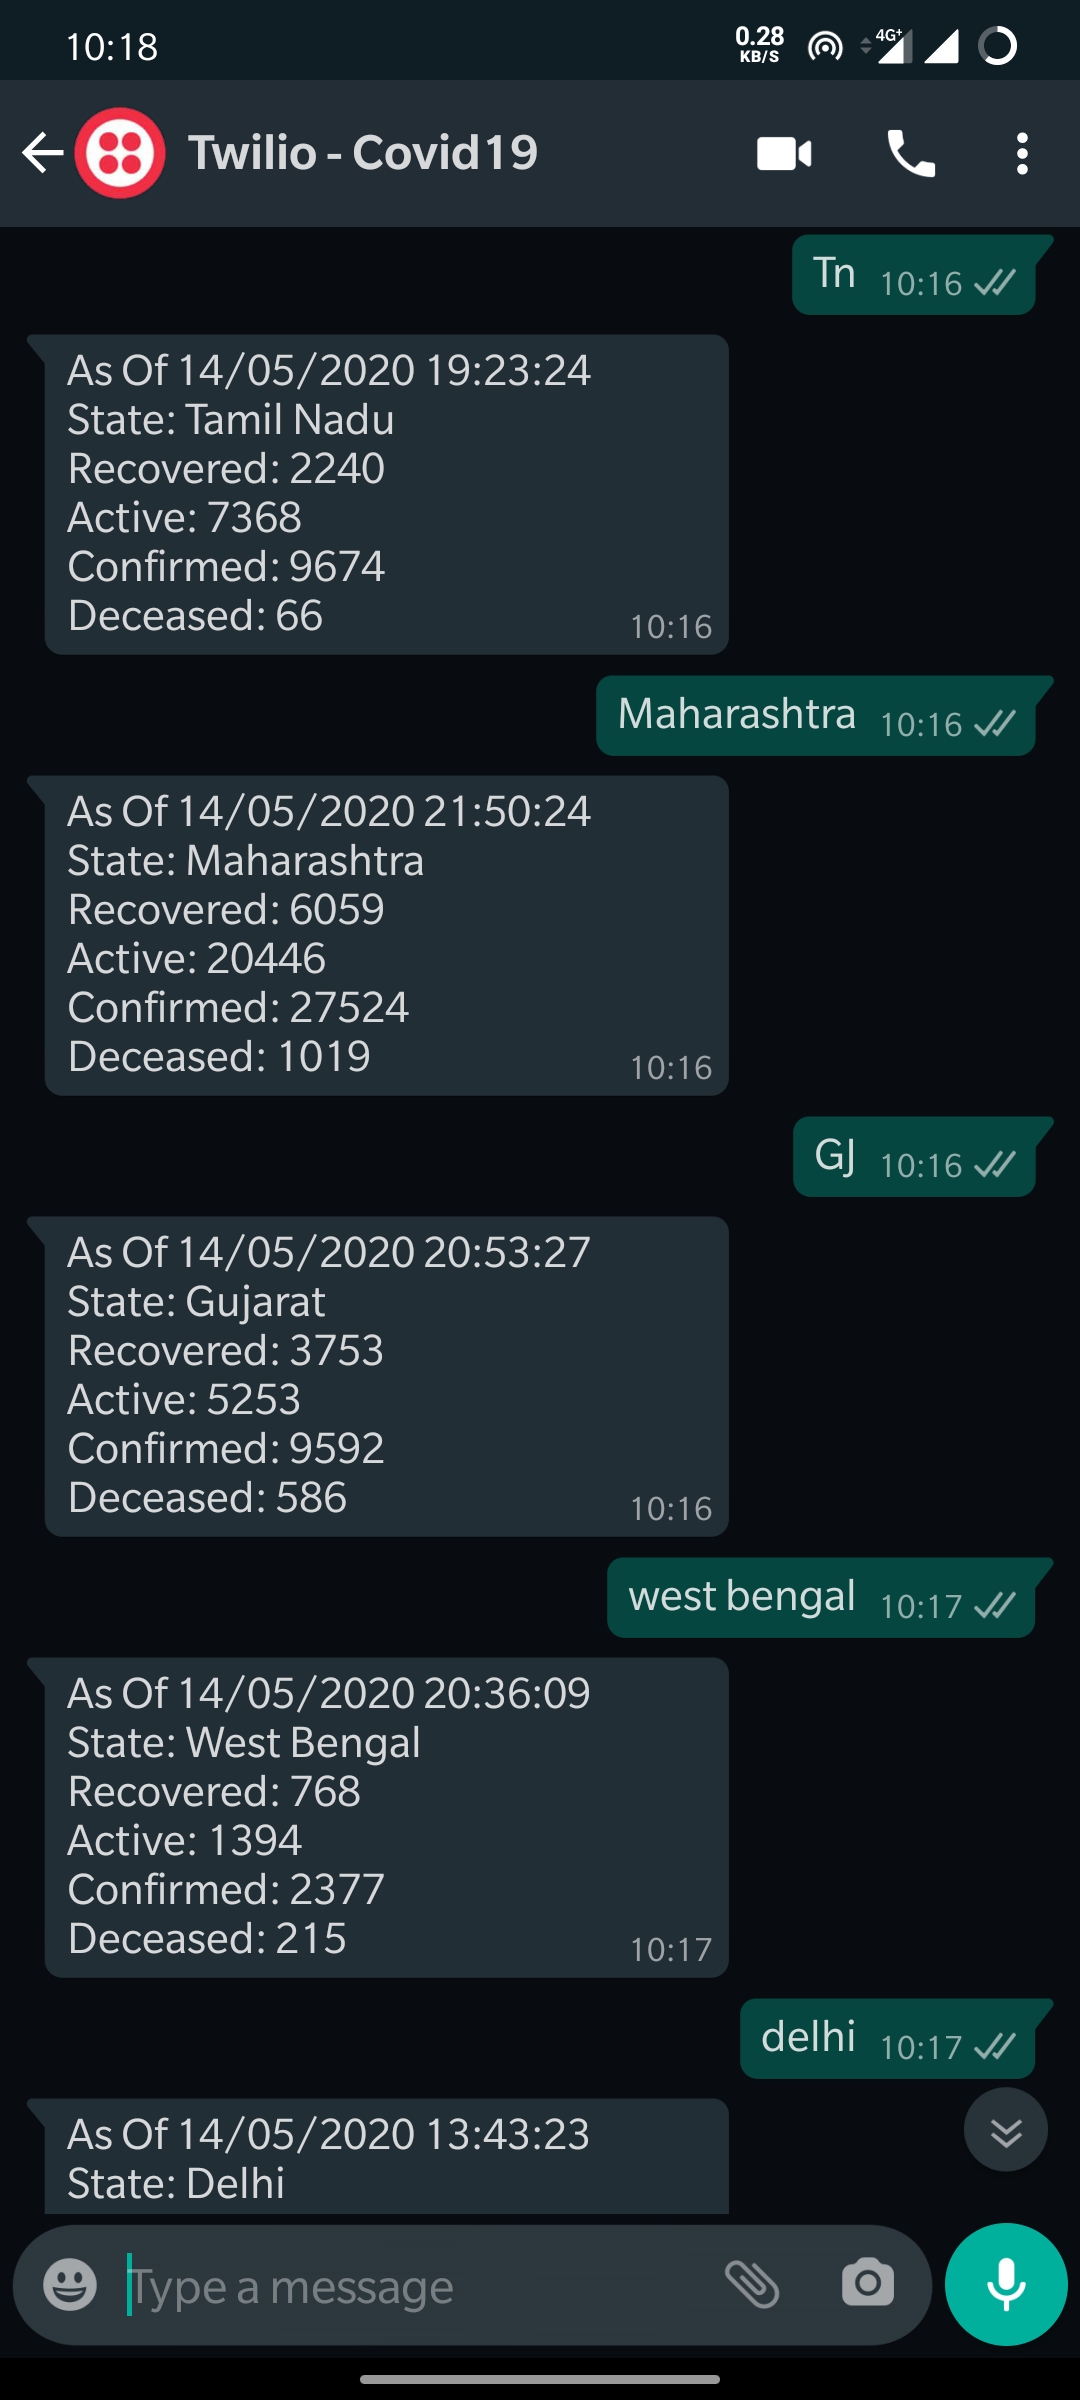 10:18
0.28
KB/S
4G+
Twilio - Covid19
Tn 10:16
As Of 14/05/2020 19:23:24
State: Tamil Nadu
Recovered: 2240
Active: 7368
Confirmed: 9674
Deceased: 66
10:16
Maharashtra 10:16
As Of 14/05/2020 21:50:24
State: Maharashtra
Recovered: 6059
Active: 20446
Confirmed: 27524
Deceased: 1019
10:16
GJ 10:16
As Of 14/05/2020 20:53:27
State: Gujarat
Recovered: 3753
Active: 5253
Confirmed: 9592
Deceased: 586
10:16
west bengal 10:17
As Of 14/05/2020 20:36:09
State: West Bengal
Recovered: 768
Active: 1394
Confirmed: 2377
Deceased: 215
10:17
delhi 10:17
As Of 14/05/2020 13:43:23
State: Delhi
Type a message